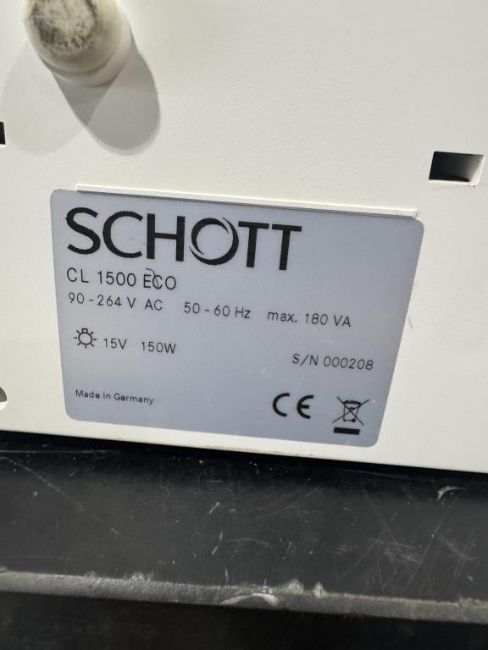 SCHOTT
CL 1500 ECO
90 - 264 V AC 50 - 60 Hz max. 180 VA
15V 150W
S/N 000208
Made in Germany
CE